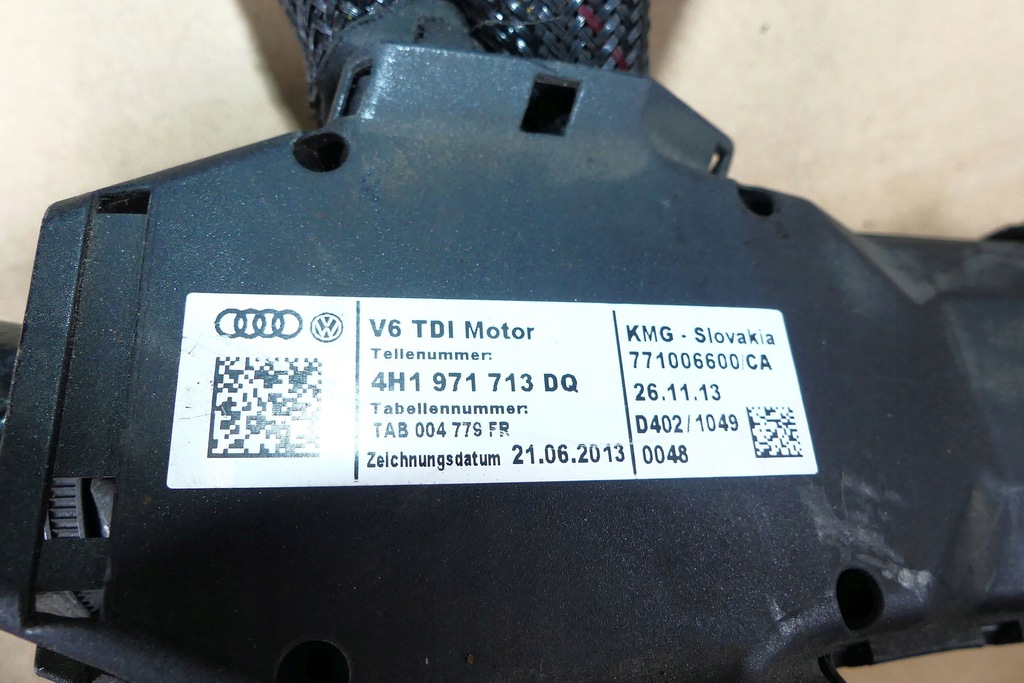 V6 TDI Motor
Teilenummer:
4H1 971 713 DQ
Tabellennummer:
TAB 004 779 FR
Zeichnungsdatum 21.06.2013
KMG - Slovakia
771006600/CA
26.11.13
D402/1049
0048